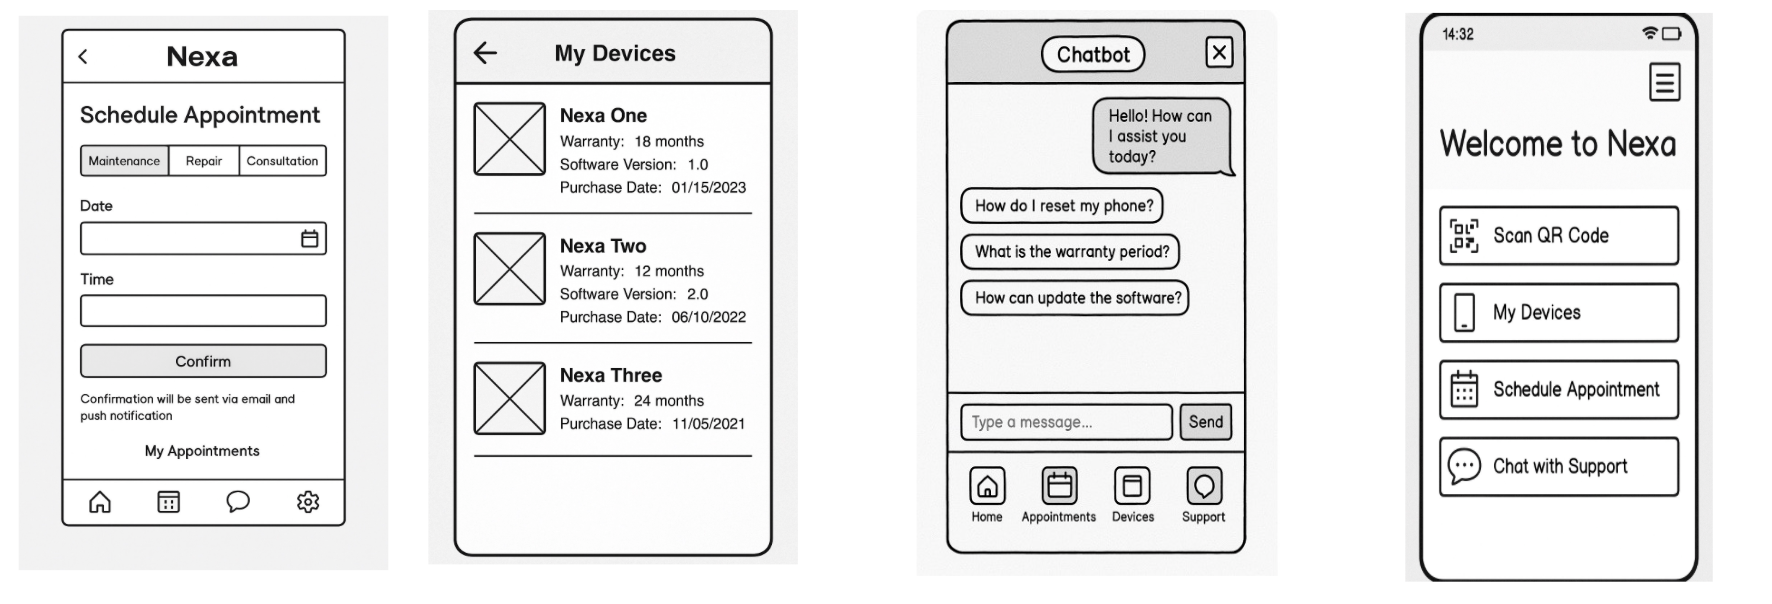 Nexa
Schedule Appointment
Maintenance
Repair
Consultation
Date
Time
Confirm
Confirmation will be sent via email and
push notification
My Appointments
My Devices
Nexa One
Warranty: 18 months
Software Version: 1.0
Purchase Date: 01/15/2023
Nexa Two
Warranty: 12 months
Software Version: 2.0
Purchase Date: 06/10/2022
Nexa Three
Warranty: 24 months
Purchase Date: 11/05/2021
Chatbot
Hello! How can
I assist you
today?
How do I reset my phone?
What is the warranty period?
How can update the software?
Type a message...
Send
Home
Appointments
Devices
Support
14:32
Welcome to Nexa
Scan QR Code
My Devices
Schedule Appointment
Chat with Support